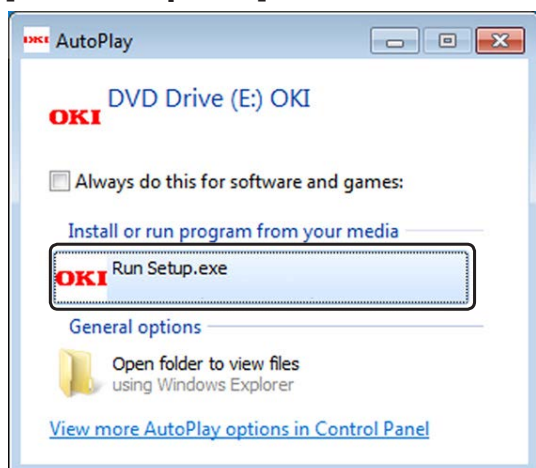 OKI AutoPlay
DVD Drive (E:) OKI
OKI
Always do this for software and games:
Install or run program from your media
OKI Run Setup.exe
General options
Open folder to view files
using Windows Explorer
View more AutoPlay options in Control Panel